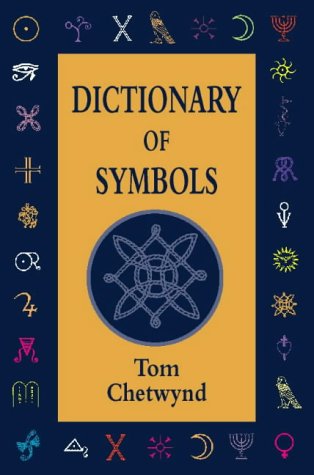 DICTIONARY
OF
SYMBOLS
Tom
Chetwynd